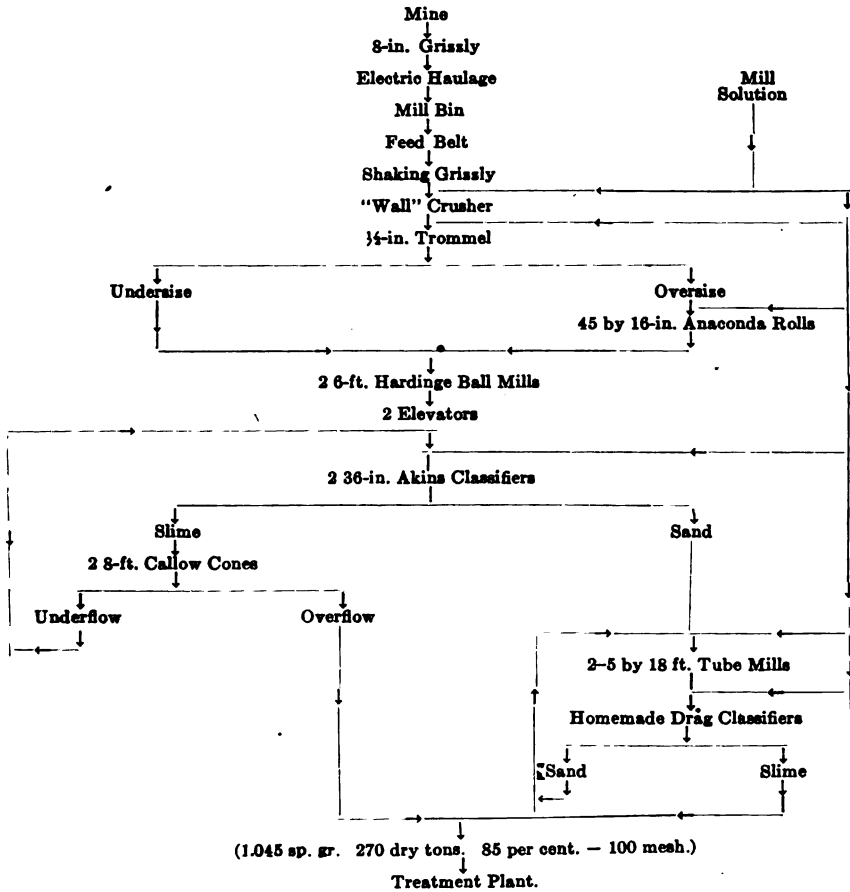 Mine
8-in. Grizzly
Electric Haulage
Mill
Solution
Mill Bin
Feed Belt
Shaking Grizzly
"Wall" Crusher
½-in. Trommel
Undersize
Oversize
45 by 16-in. Anaconda Rolls
2 6-ft. Hardinge Ball Mills
2 Elevators
2 36-in. Akins Classifiers
Slime
Sand
2 8-ft. Callow Cones
Underflow
Overflow
2–5 by 18 ft. Tube Mills
Homemade Drag Classifiers
Sand
Slime
(1.045 sp. gr. 270 dry tons. 85 per cent. — 100 mesh.)
Treatment Plant.